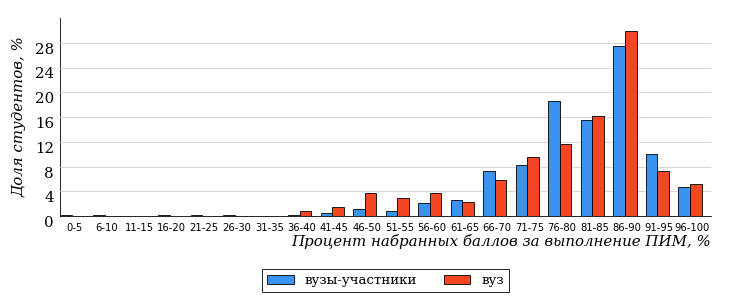 Доля студентов, %
28
24
20
16
12
8
4
0
0-5 6-10 11-15 16-20 21-25 26-30 31-35 36-40 41-45 46-50 51-55 56-60 61-65 66-70 71-75 76-80 81-85 86-90 91-95 96-100
Процент набранных баллов за выполнение ПИМ, %
вузы-участники вуз